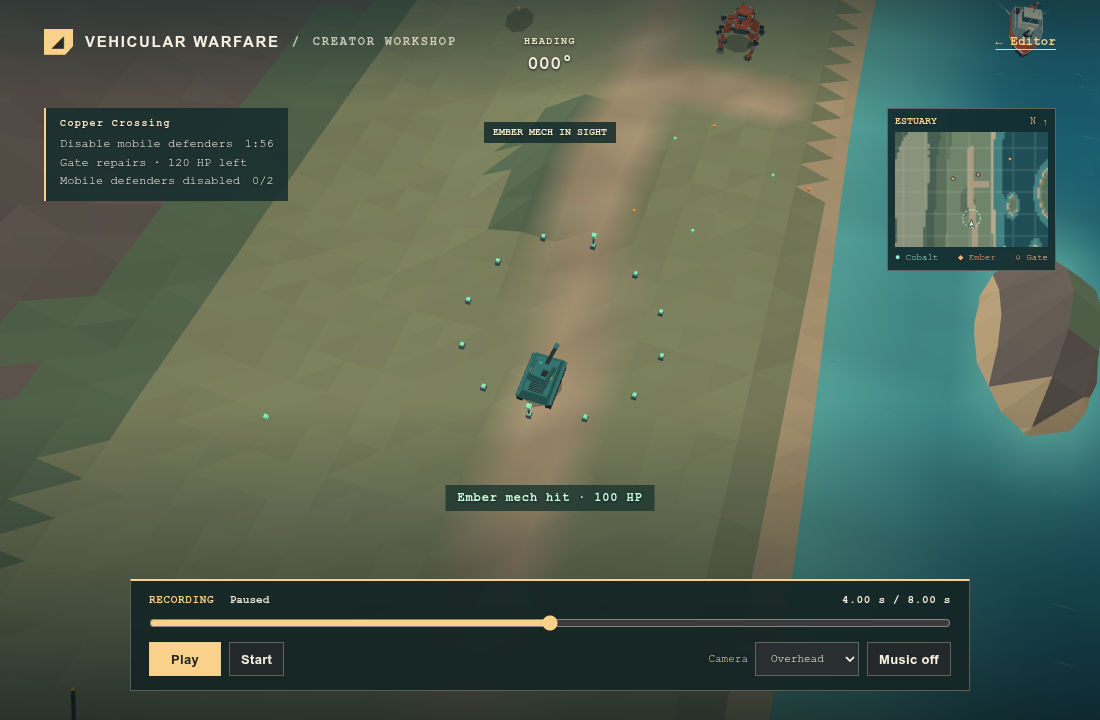 VEHICULAR WARFARE / CREATOR WORKSHOP
HEADING
000°
← Editor
Copper Crossing
Disable mobile defenders 1:56
Gate repairs · 120 HP left
Mobile defenders disabled 0/2
EMBER MECH IN SIGHT
ESTUARY N ↑
● Cobalt ◆ Ember ○ Gate
Ember mech hit · 100 HP
RECORDING Paused 4.00 s / 8.00 s
Play Start Camera Overhead Music off